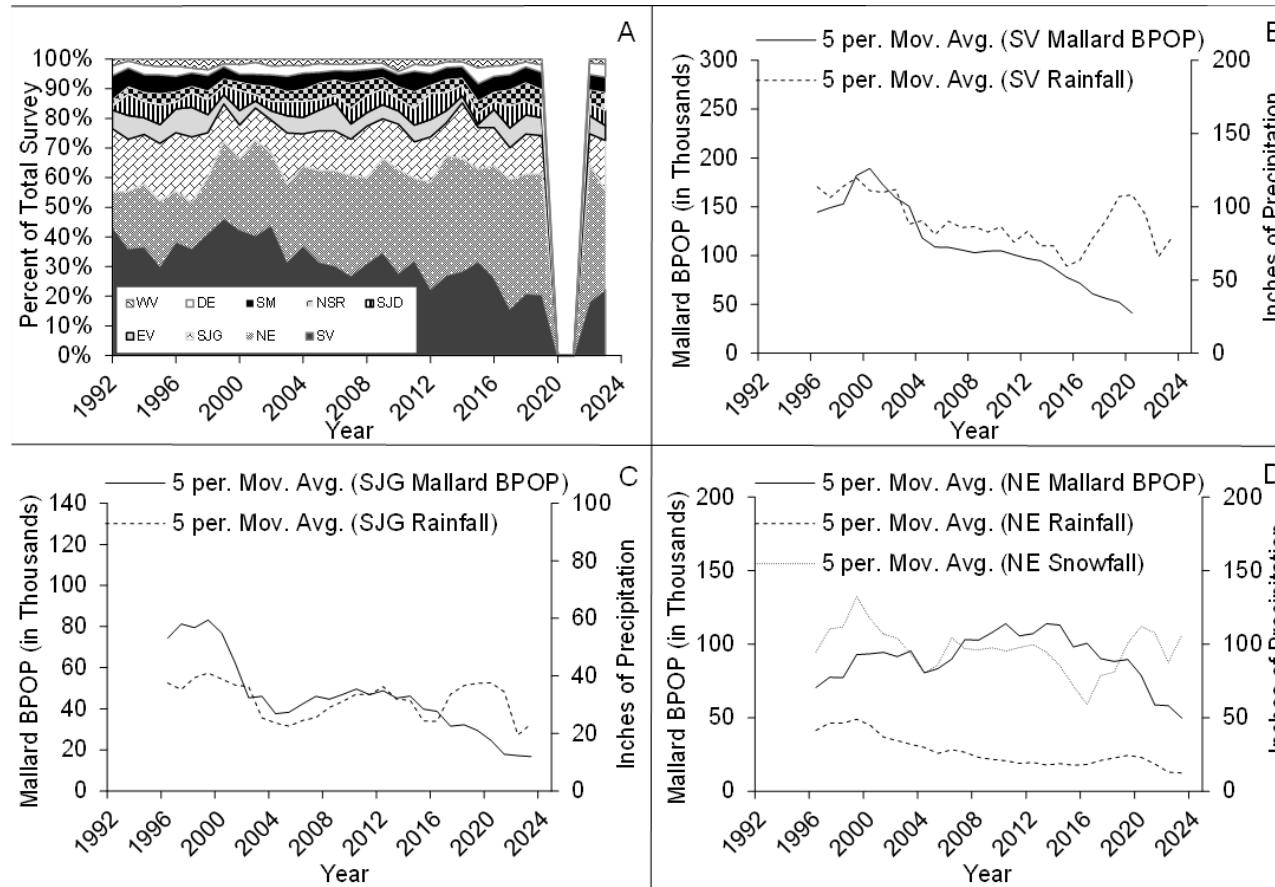 A
100%
90%
80%
70%
60%
50%
40%
30%
20%
10%
0%
Percent of Total Survey
WV DE SM NSR SJD
EV SJG NE SV
1992 1996 2000 2004 2008 2012 2016 2020 2024
Year
5 per. Mov. Avg. (SV Mallard BPOP)
5 per. Mov. Avg. (SV Rainfall)
300
250
200
150
100
50
0
Mallard BPOP (in Thousands)
200
150
100
50
0
Inches of Precipitation
1992 1996 2000 2004 2008 2012 2016 2020 2024
Year
C
5 per. Mov. Avg. (SJG Mallard BPOP)
5 per. Mov. Avg. (SJG Rainfall)
140
120
100
80
60
40
20
0
Mallard BPOP (in Thousands)
100
80
60
40
20
0
Inches of Precipitation
1992 1996 2000 2004 2008 2012 2016 2020 2024
Year
5 per. Mov. Avg. (NE Mallard BPOP)
5 per. Mov. Avg. (NE Rainfall)
5 per. Mov. Avg. (NE Snowfall)
200
150
100
50
0
Mallard BPOP (in Thousands)
200
150
100
50
0
Inches of Precipitation
1992 1996 2000 2004 2008 2012 2016 2020 2024
Year